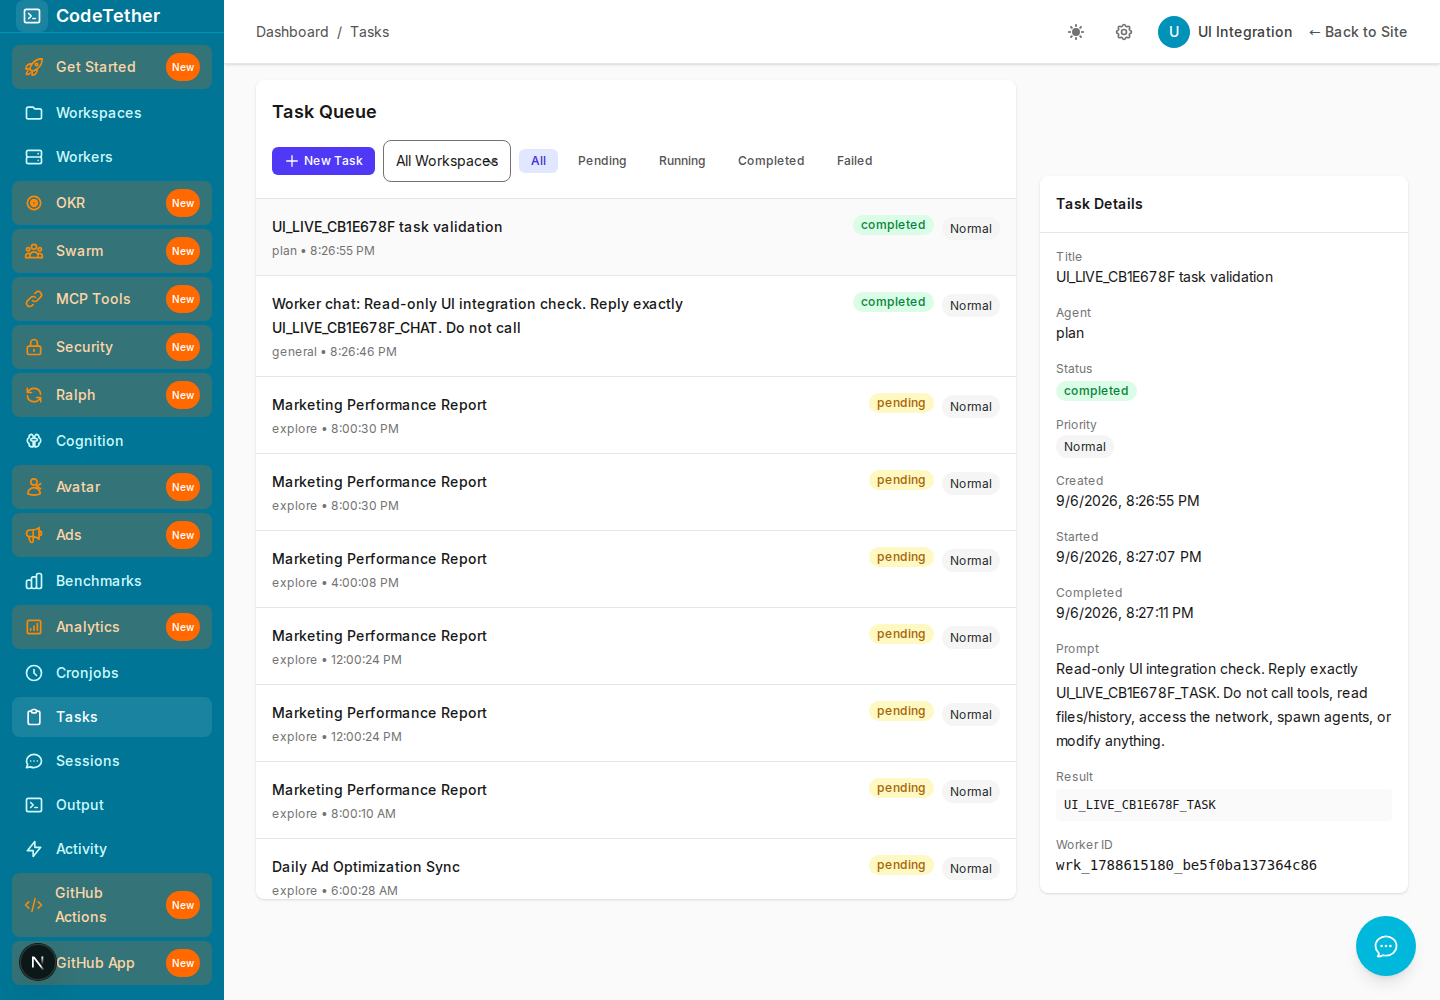 CodeTether
Get Started New
Workspaces
Workers
OKR New
Swarm New
MCP Tools New
Security New
Ralph New
Cognition
Avatar New
Ads New
Benchmarks
Analytics New
Cronjobs
Tasks
Sessions
Output
Activity
GitHub
Actions New
N GitHub App New
Dashboard / Tasks
U UI Integration ← Back to Site
Task Queue
New Task All Workspaces All Pending Running Completed Failed
UI_LIVE_CB1E678F task validation completed Normal
plan • 8:26:55 PM
Worker chat: Read-only UI integration check. Reply exactly completed Normal
UI_LIVE_CB1E678F_CHAT. Do not call
general • 8:26:46 PM
Marketing Performance Report pending Normal
explore • 8:00:30 PM
Marketing Performance Report pending Normal
explore • 8:00:30 PM
Marketing Performance Report pending Normal
explore • 4:00:08 PM
Marketing Performance Report pending Normal
explore • 12:00:24 PM
Marketing Performance Report pending Normal
explore • 12:00:24 PM
Marketing Performance Report pending Normal
explore • 8:00:10 AM
Daily Ad Optimization Sync pending Normal
explore • 6:00:28 AM
Task Details
Title
UI_LIVE_CB1E678F task validation
Agent
plan
Status
completed
Priority
Normal
Created
9/6/2026, 8:26:55 PM
Started
9/6/2026, 8:27:07 PM
Completed
9/6/2026, 8:27:11 PM
Prompt
Read-only UI integration check. Reply exactly
UI_LIVE_CB1E678F_TASK. Do not call tools, read
files/history, access the network, spawn agents, or
modify anything.
Result
UI_LIVE_CB1E678F_TASK
Worker ID
wrk_1788615180_be5f0ba137364c86